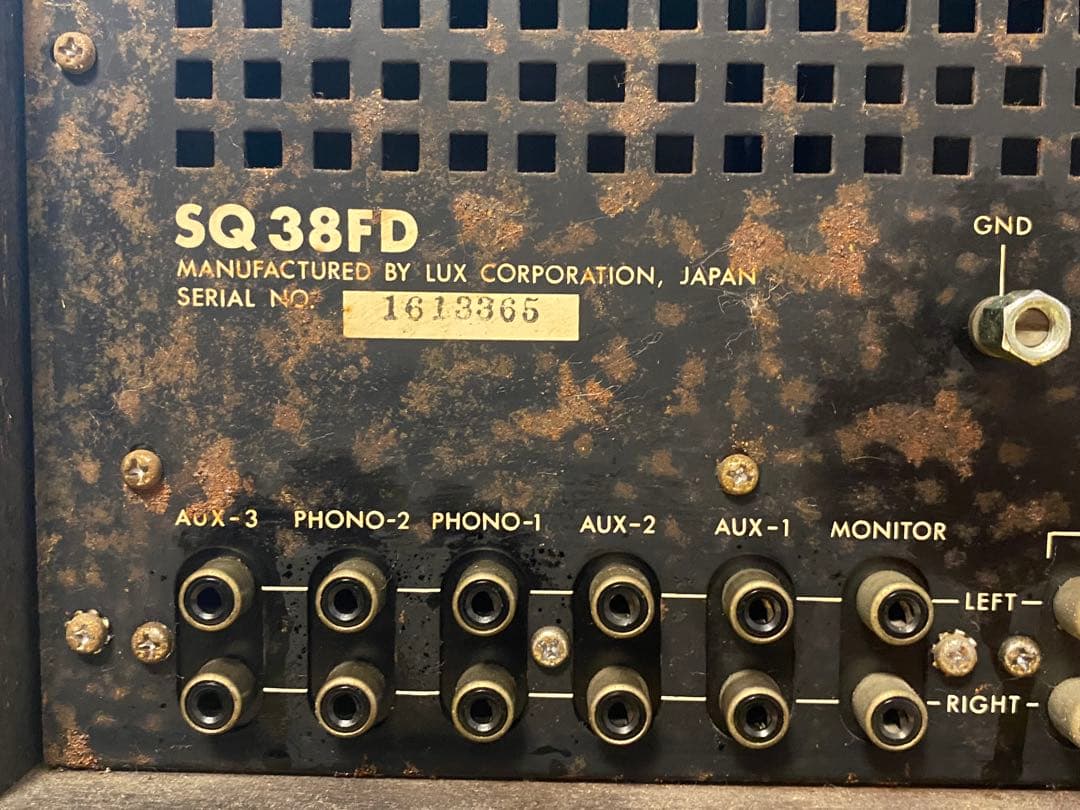 SQ 38FD
MANUFACTURED BY LUX CORPORATION, JAPAN
SERIAL NO. 1613365
GND
AUX-3 PHONO-2 PHONO-1 AUX-2 AUX-1 MONITOR
LEFT
RIGHT